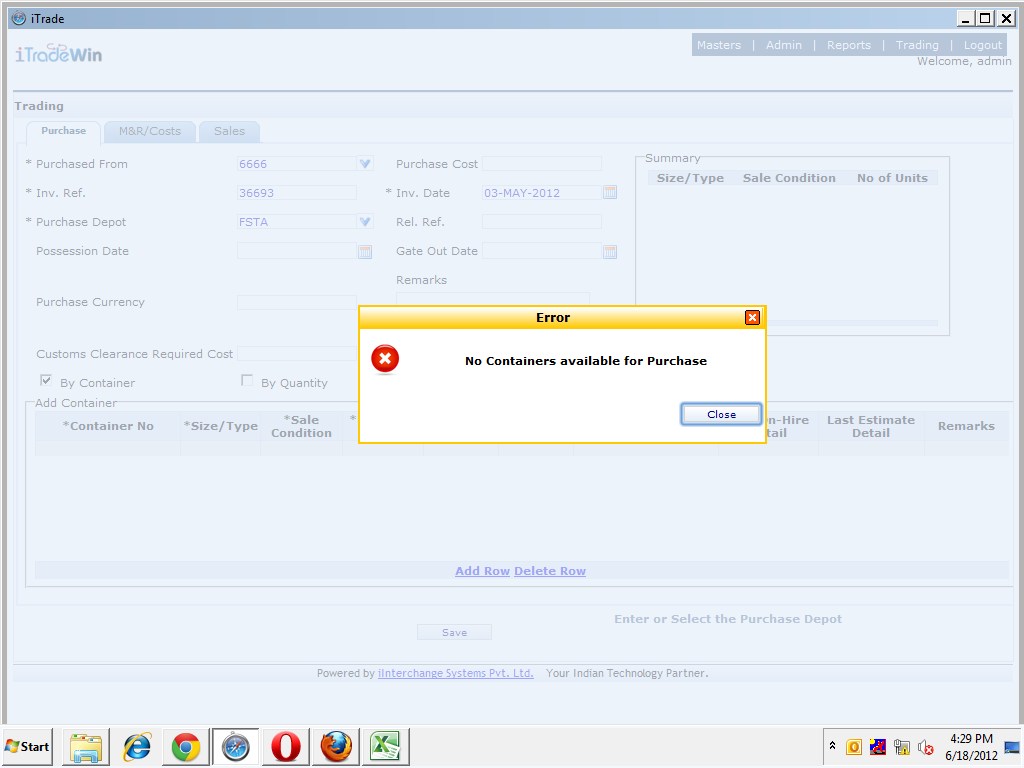 iTrade
iTradeWin
Masters | Admin | Reports | Trading | Logout
Welcome, admin
Trading
Purchase M&R/Costs Sales
* Purchased From 6666 Purchase Cost
* Inv. Ref. 36693 * Inv. Date 03-MAY-2012
* Purchase Depot FSTA Rel. Ref.
Possession Date Gate Out Date
Remarks
Purchase Currency
Customs Clearance Required Cost
By Container By Quantity
Summary
Size/Type Sale Condition No of Units
Error
No Containers available for Purchase
Close
Add Container
*Container No *Size/Type *Sale Condition * Last Estimate Detail Remarks
Add Row Delete Row
Enter or Select the Purchase Depot
Save
Powered by iInterchange Systems Pvt. Ltd. Your Indian Technology Partner.
Start
4:29 PM
6/18/2012